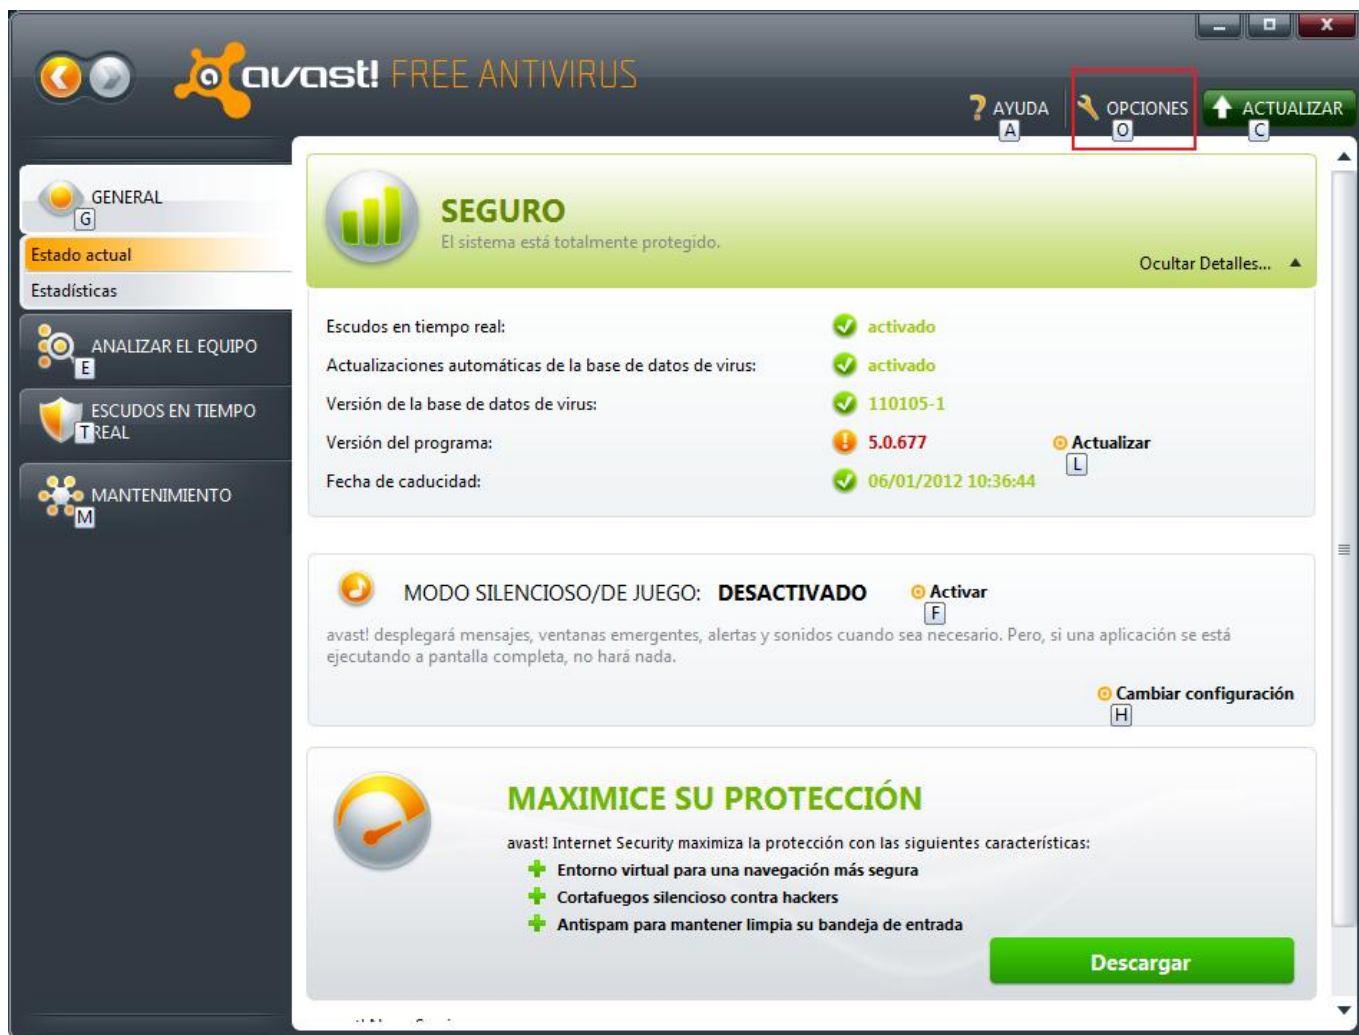 avast! FREE ANTIVIRUS
AYUDA
A
OPCIONES
O
ACTUALIZAR
C
GENERAL
G
Estado actual
Estadísticas
ANALIZAR EL EQUIPO
E
ESCUDOS EN TIEMPO
T REAL
MANTENIMIENTO
M
SEGURO
El sistema está totalmente protegido.
Ocultar Detalles...
Escudos en tiempo real: activado
Actualizaciones automáticas de la base de datos de virus: activado
Versión de la base de datos de virus: 110105-1
Versión del programa: 5.0.677 Actualizar
L
Fecha de caducidad: 06/01/2012 10:36:44
MODO SILENCIOSO/DE JUEGO: DESACTIVADO Activar
F
avast! desplegará mensajes, ventanas emergentes, alertas y sonidos cuando sea necesario. Pero, si una aplicación se está
ejecutando a pantalla completa, no hará nada.
Cambiar configuración
H
MAXIMICE SU PROTECCIÓN
avast! Internet Security maximiza la protección con las siguientes características:
Entorno virtual para una navegación más segura
Cortafuegos silencioso contra hackers
Antispam para mantener limpia su bandeja de entrada
Descargar